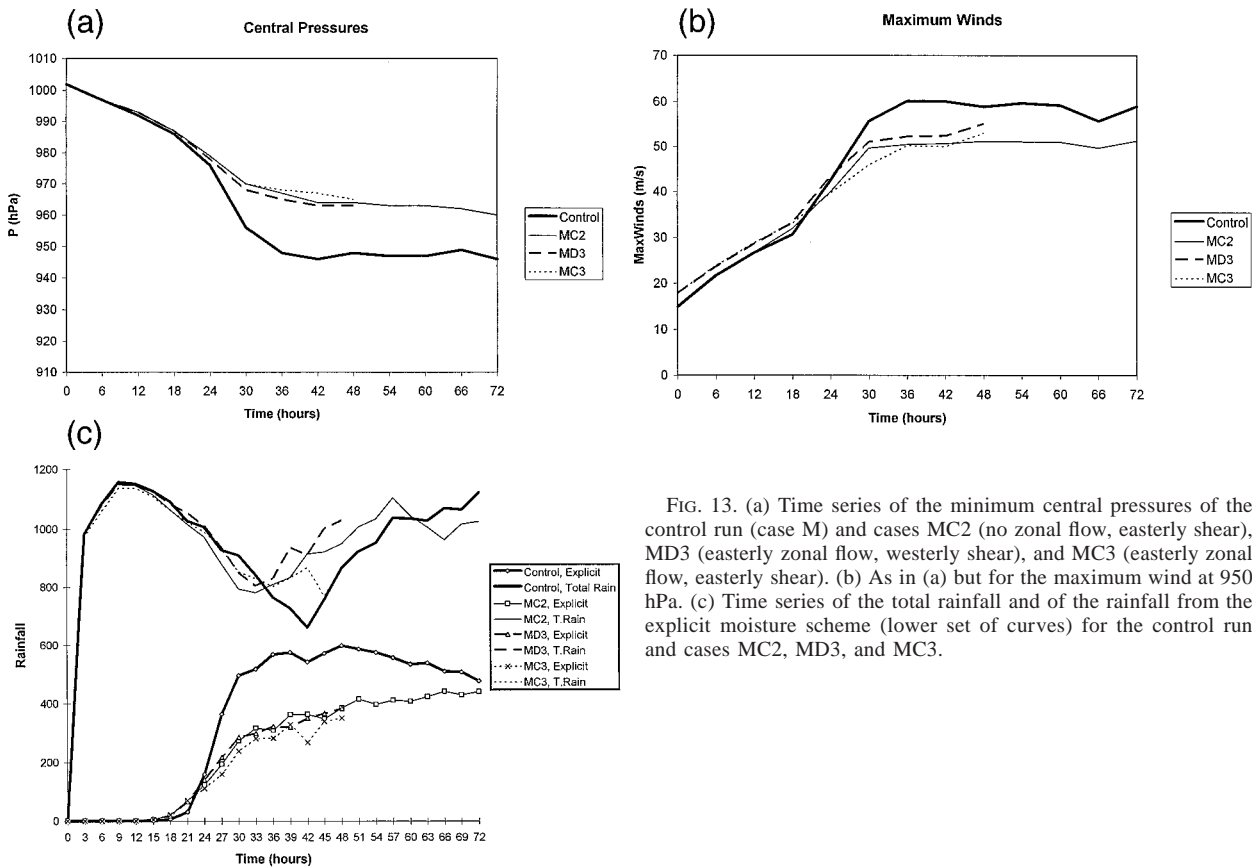 (a)
Central Pressures
1010
1000
990
980
970
960
950
940
930
920
910
P (hPa)
0 6 12 18 24 30 36 42 48 54 60 66 72
Time (hours)
Control
MC2
MD3
MC3
(b)
Maximum Winds
70
60
50
40
30
20
10
0
MaxWinds (m/s)
0 6 12 18 24 30 36 42 48 54 60 66 72
Time (hours)
Control
MC2
MD3
MC3
(c)
1200
1000
800
600
400
200
0
Rainfall
0 3 6 9 12 15 18 21 24 27 30 33 36 39 42 45 48 51 54 57 60 63 66 69 72
Time (hours)
Control, Explicit
Control, Total Rain
MC2, Explicit
MC2, T.Rain
MD3, Explicit
MD3, T.Rain
MC3, Explicit
MC3, T.Rain
FIG. 13. (a) Time series of the minimum central pressures of the
control run (case M) and cases MC2 (no zonal flow, easterly shear),
MD3 (easterly zonal flow, westerly shear), and MC3 (easterly zonal
flow, easterly shear). (b) As in (a) but for the maximum wind at 950
hPa. (c) Time series of the total rainfall and of the rainfall from the
explicit moisture scheme (lower set of curves) for the control run
and cases MC2, MD3, and MC3.